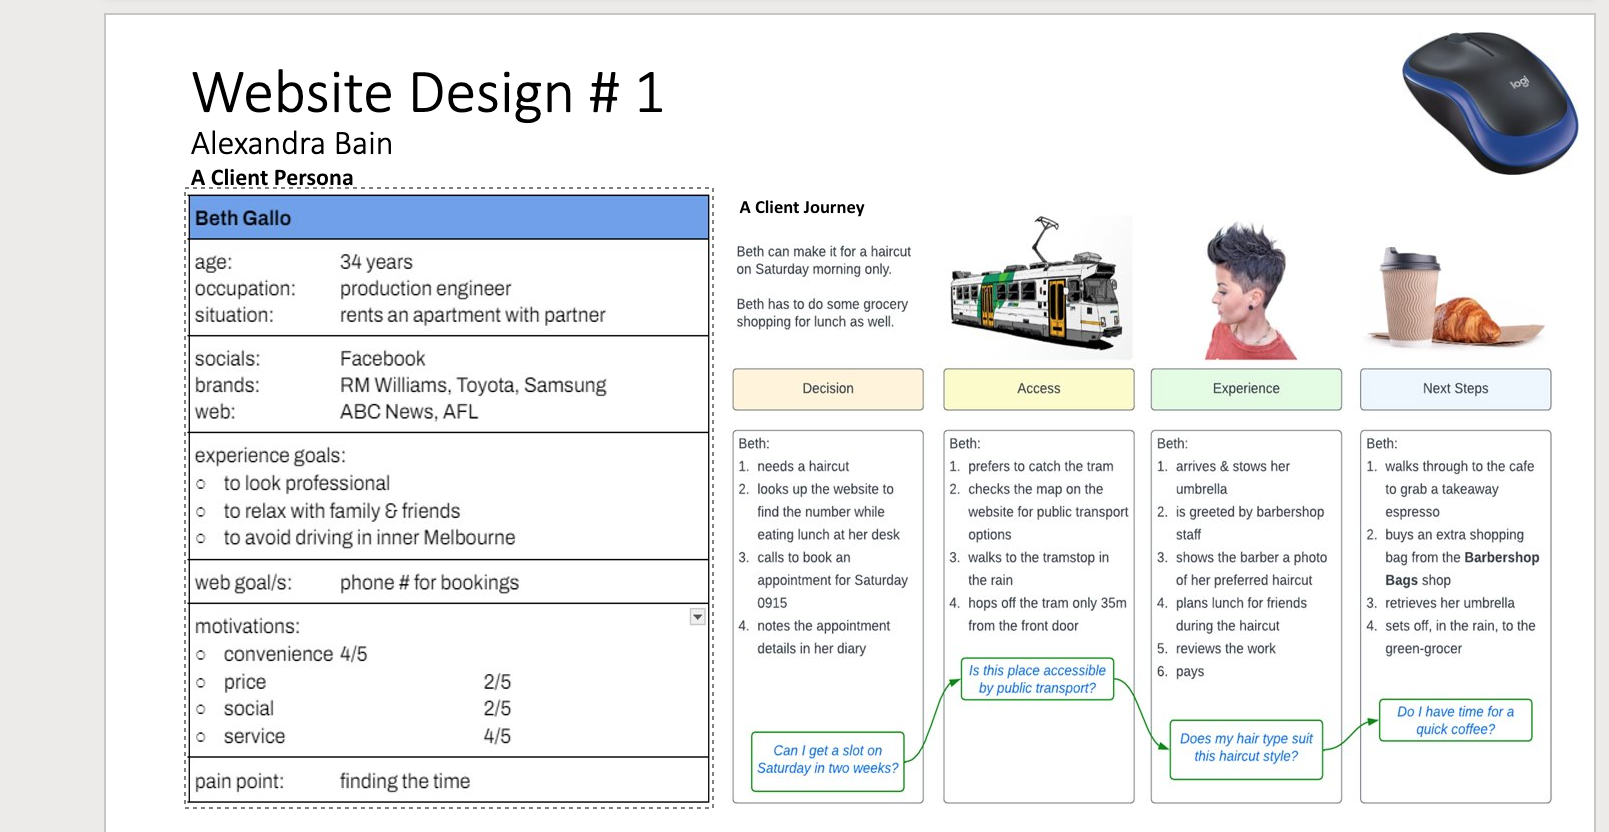 Website Design # 1
Alexandra Bain
A Client Persona
Beth Gallo
age: 34 years
occupation: production engineer
situation: rents an apartment with partner
socials: Facebook
brands: RM Williams, Toyota, Samsung
web: ABC News, AFL
experience goals:
○ to look professional
○ to relax with family & friends
○ to avoid driving in inner Melbourne
web goal/s: phone # for bookings
motivations:
○ convenience 4/5
○ price 2/5
○ social 2/5
○ service 4/5
pain point: finding the time
logi
A Client Journey
Beth can make it for a haircut
on Saturday morning only.
Beth has to do some grocery
shopping for lunch as well.
Decision
Beth:
1. needs a haircut
2. looks up the website to
find the number while
eating lunch at her desk
3. calls to book an
appointment for Saturday
0915
4. notes the appointment
details in her diary
Can I get a slot on
Saturday in two weeks?
Access
Beth:
1. prefers to catch the tram
2. checks the map on the
website for public transport
options
3. walks to the tramstop in
the rain
4. hops off the tram only 35m
from the front door
Is this place accessible
by public transport?
Experience
Beth:
1. arrives & stows her
umbrella
2. is greeted by barbershop
staff
3. shows the barber a photo
of her preferred haircut
4. plans lunch for friends
during the haircut
5. reviews the work
6. pays
Does my hair type suit
this haircut style?
Next Steps
Beth:
1. walks through to the cafe
to grab a takeaway
espresso
2. buys an extra shopping
bag from the Barbershop
Bags shop
3. retrieves her umbrella
4. sets off, in the rain, to the
green-grocer
Do I have time for a
quick coffee?